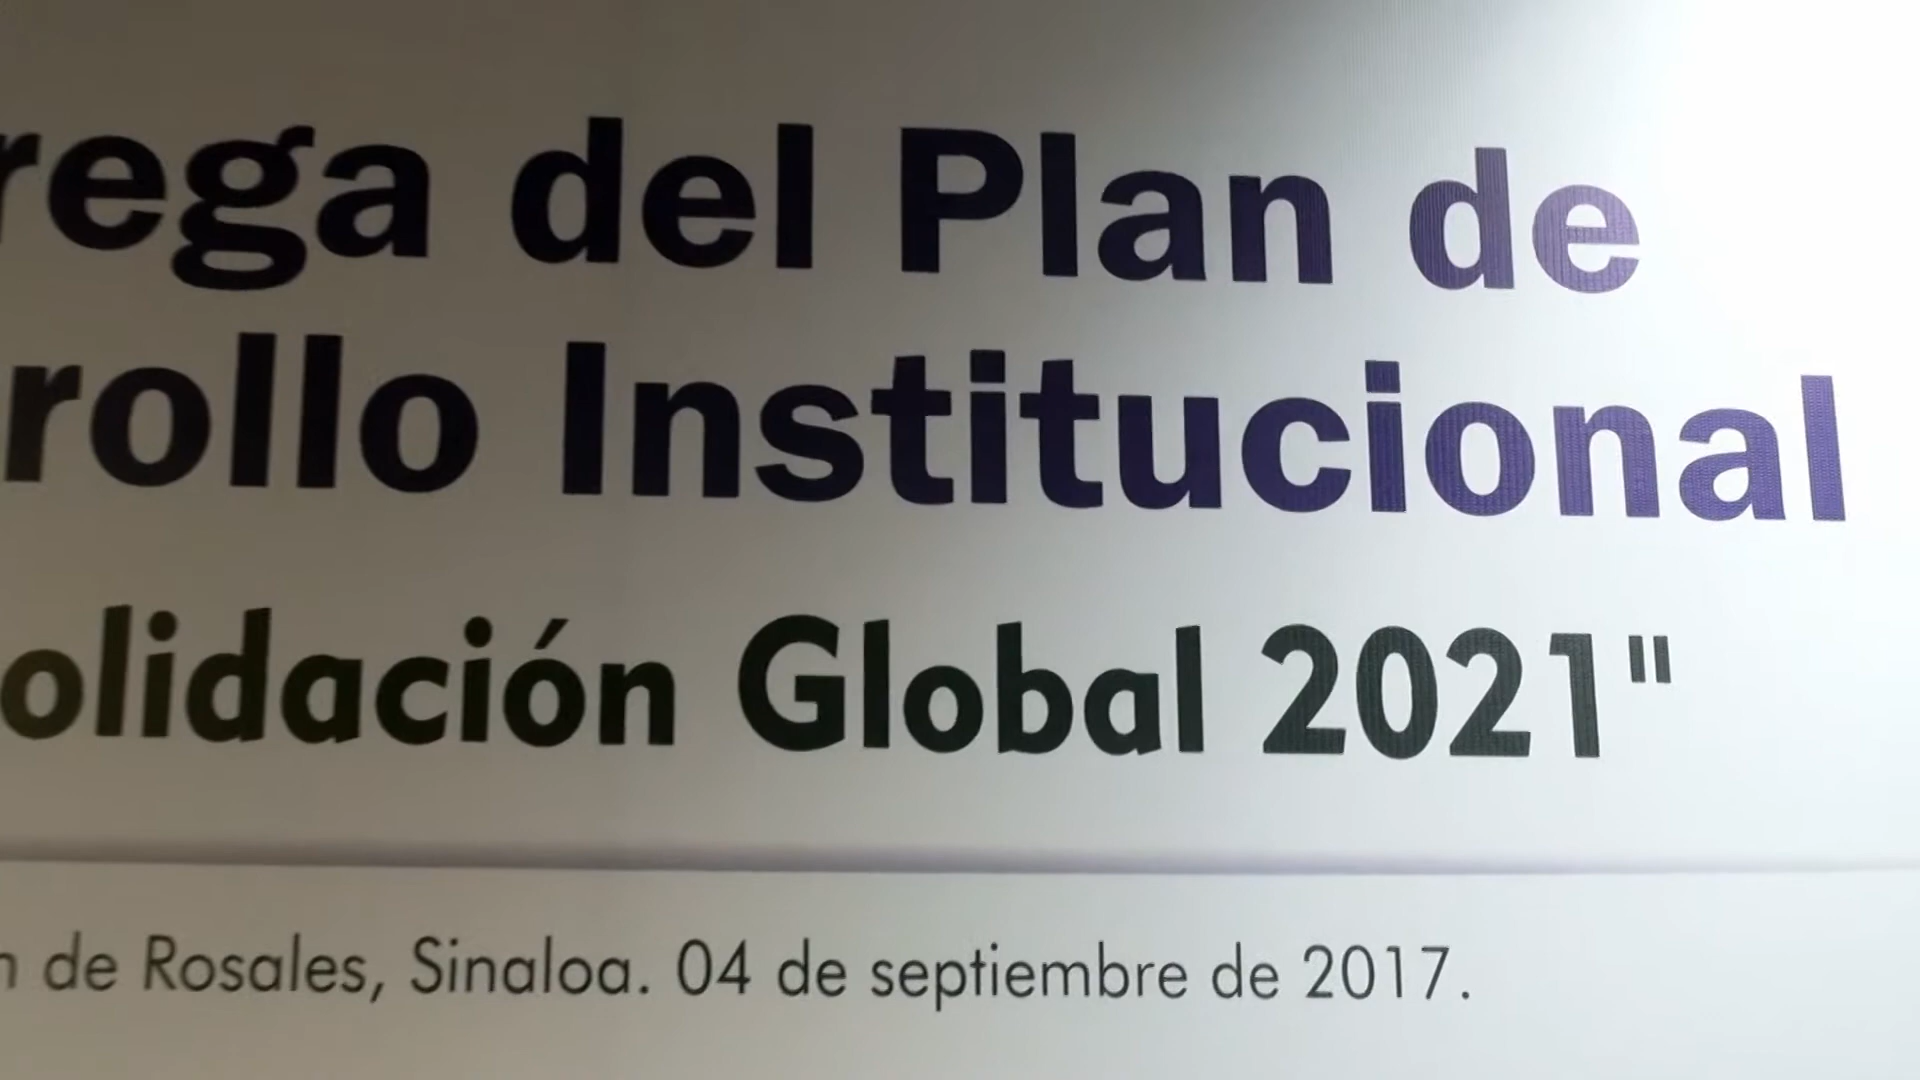 rega del Plan de
rrollo Institucional
olidación Global 2021"
n de Rosales, Sinaloa. 04 de septiembre de 2017.